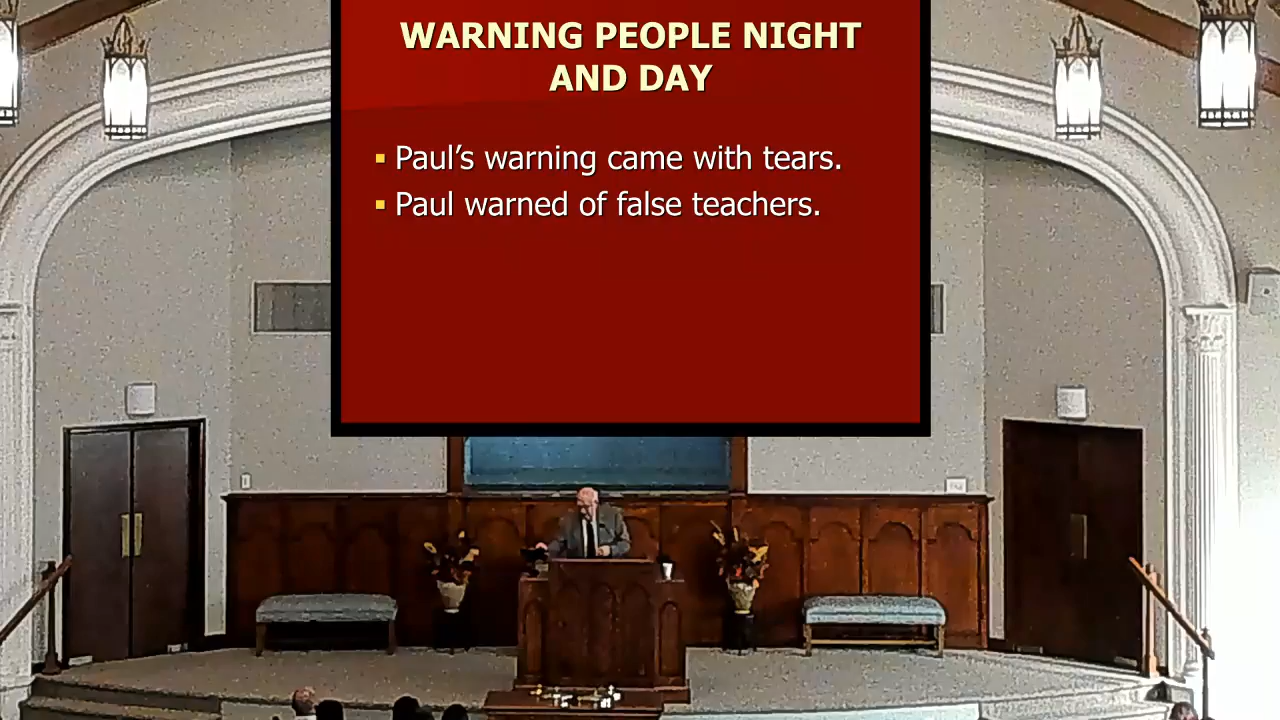 WARNING PEOPLE NIGHT
AND DAY
▪ Paul's warning came with tears.
▪ Paul warned of false teachers.